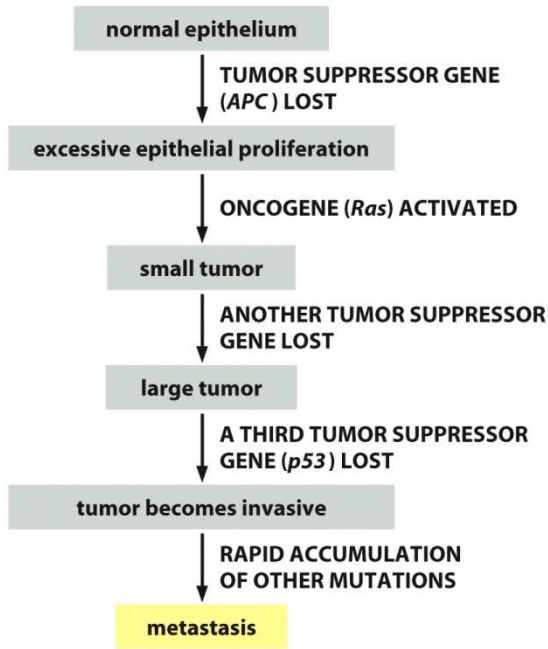 normal epithelium
TUMOR SUPPRESSOR GENE
(APC) LOST
excessive epithelial proliferation
ONCOGENE (Ras) ACTIVATED
small tumor
ANOTHER TUMOR SUPPRESSOR
GENE LOST
large tumor
A THIRD TUMOR SUPPRESSOR
GENE (p53) LOST
tumor becomes invasive
RAPID ACCUMULATION
OF OTHER MUTATIONS
metastasis